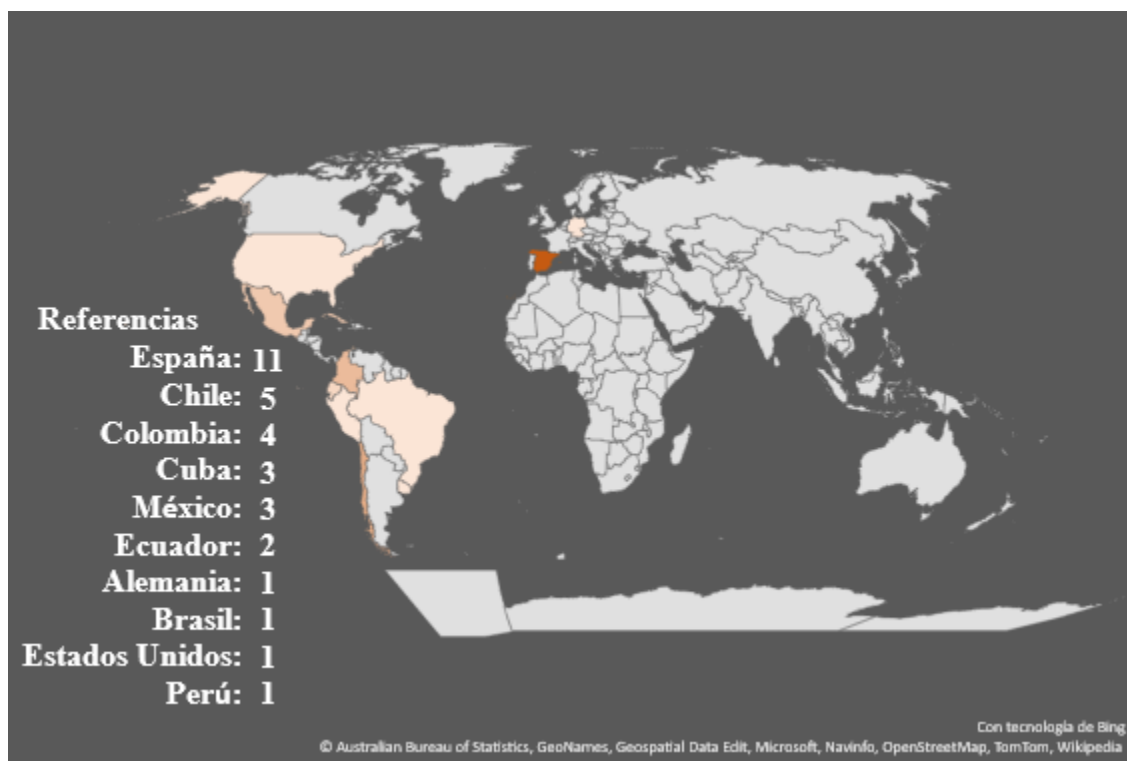 Referencias
España: 11
Chile: 5
Colombia: 4
Cuba: 3
México: 3
Ecuador: 2
Alemania: 1
Brasil: 1
Estados Unidos: 1
Perú: 1
Con tecnología de Bing
© Australian Bureau of Statistics, GeoNames, Geospatial Data Edit, Microsoft, Navinfo, OpenStreetMap, TomTom, Wikipedia